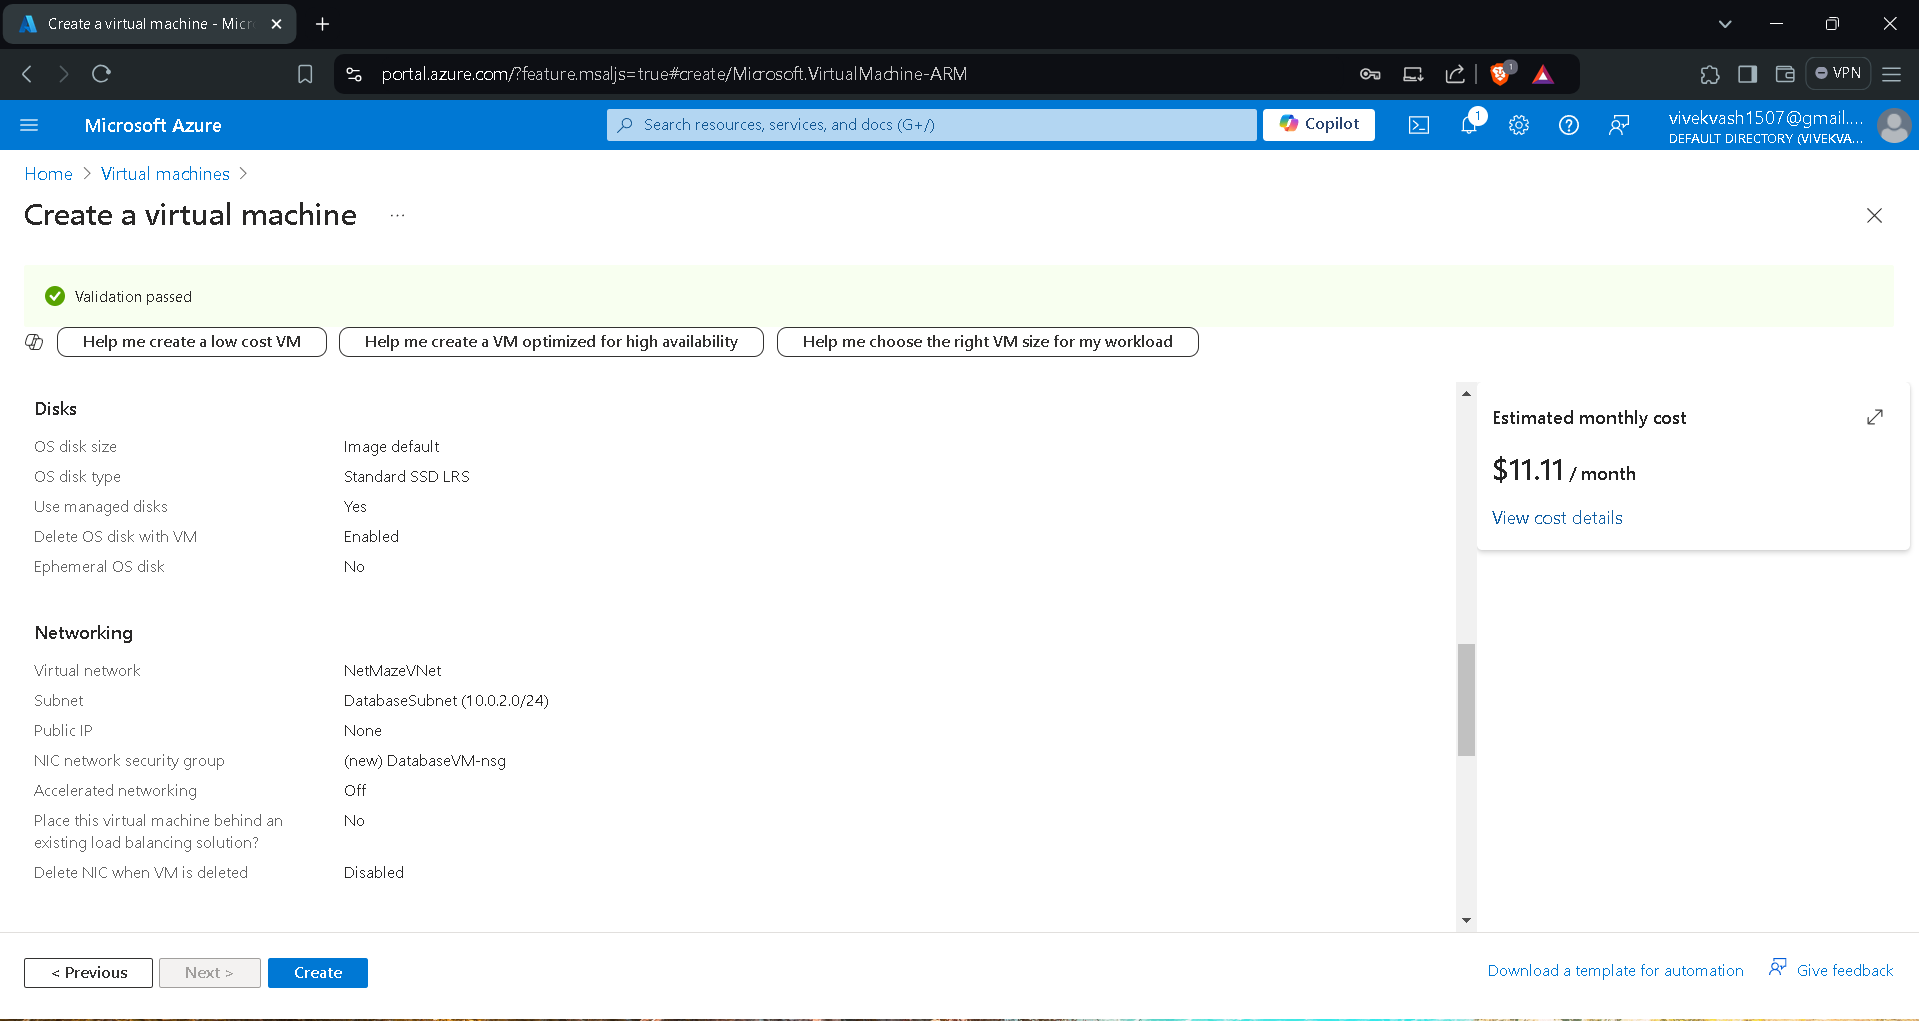 Create a virtual machine - Micr
portal.azure.com/?feature.msaljs=true#create/Microsoft.VirtualMachine-ARM
1
VPN
Microsoft Azure
Search resources, services, and docs (G+/)
Copilot
1
vivekvash1507@gmail....
DEFAULT DIRECTORY (VIVEKVA...
Home > Virtual machines >
Create a virtual machine ...
Validation passed
Help me create a low cost VM
Help me create a VM optimized for high availability
Help me choose the right VM size for my workload
Disks
OS disk size Image default
OS disk type Standard SSD LRS
Use managed disks Yes
Delete OS disk with VM Enabled
Ephemeral OS disk No
Networking
Virtual network NetMazeVNet
Subnet DatabaseSubnet (10.0.2.0/24)
Public IP None
NIC network security group (new) DatabaseVM-nsg
Accelerated networking Off
Place this virtual machine behind an No
existing load balancing solution?
Delete NIC when VM is deleted Disabled
Estimated monthly cost
$11.11 / month
View cost details
< Previous
Next >
Create
Download a template for automation
Give feedback